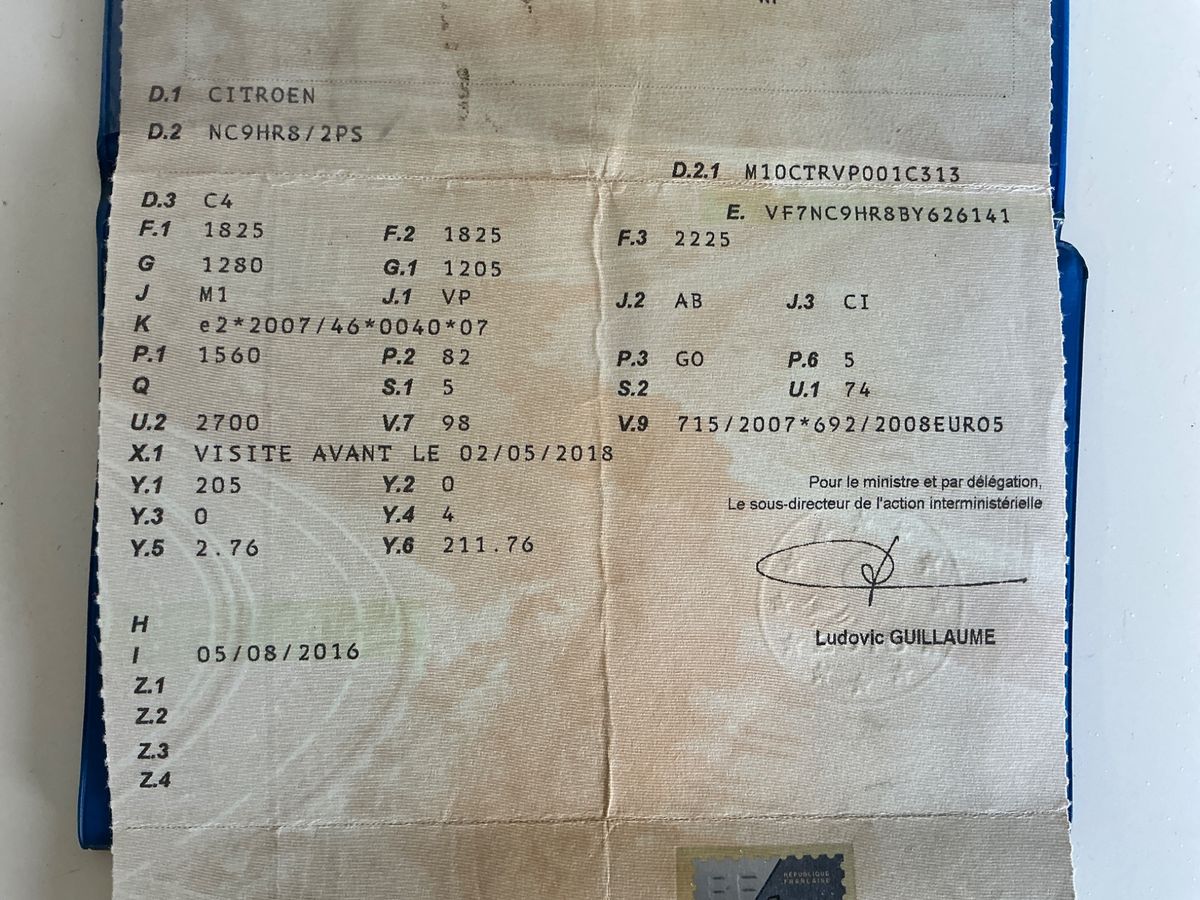 D.1 CITROEN
D.2 NC9HR8/2PS
D.2.1 M10CTRVP001C313
D.3 C4
E. VF7NC9HR8BY626141
F.1 1825 F.2 1825 F.3 2225
G 1280 G.1 1205
J M1 J.1 VP J.2 AB J.3 CI
K e2*2007/46*0040*07
P.1 1560 P.2 82 P.3 GO P.6 5
Q S.1 5 S.2 U.1 74
U.2 2700 V.7 98 V.9 715/2007*692/2008EURO5
X.1 VISITE AVANT LE 02/05/2018
Y.1 205 Y.2 0
Pour le ministre et par délégation,
Le sous-directeur de l'action interministérielle
Y.3 0 Y.4 4
Y.5 2.76 Y.6 211.76
H
Ludovic GUILLAUME
I 05/08/2016
Z.1
Z.2
Z.3
Z.4
RÉPUBLIQUE
FRANÇAISE